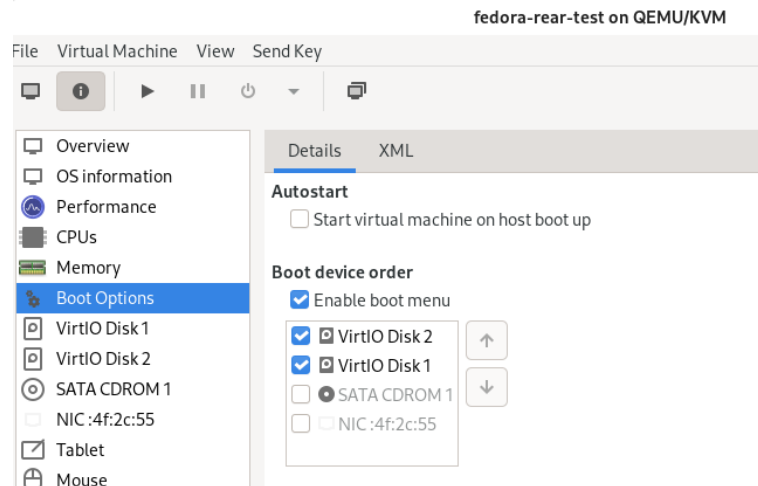 fedora-rear-test on QEMU/KVM
File Virtual Machine View Send Key
Overview
OS information
Performance
CPUs
Memory
Boot Options
VirtIO Disk 1
VirtIO Disk 2
SATA CDROM 1
NIC :4f:2c:55
Tablet
Mouse
Details XML
Autostart
Start virtual machine on host boot up
Boot device order
Enable boot menu
VirtIO Disk 2
VirtIO Disk 1
SATA CDROM 1
NIC :4f:2c:55